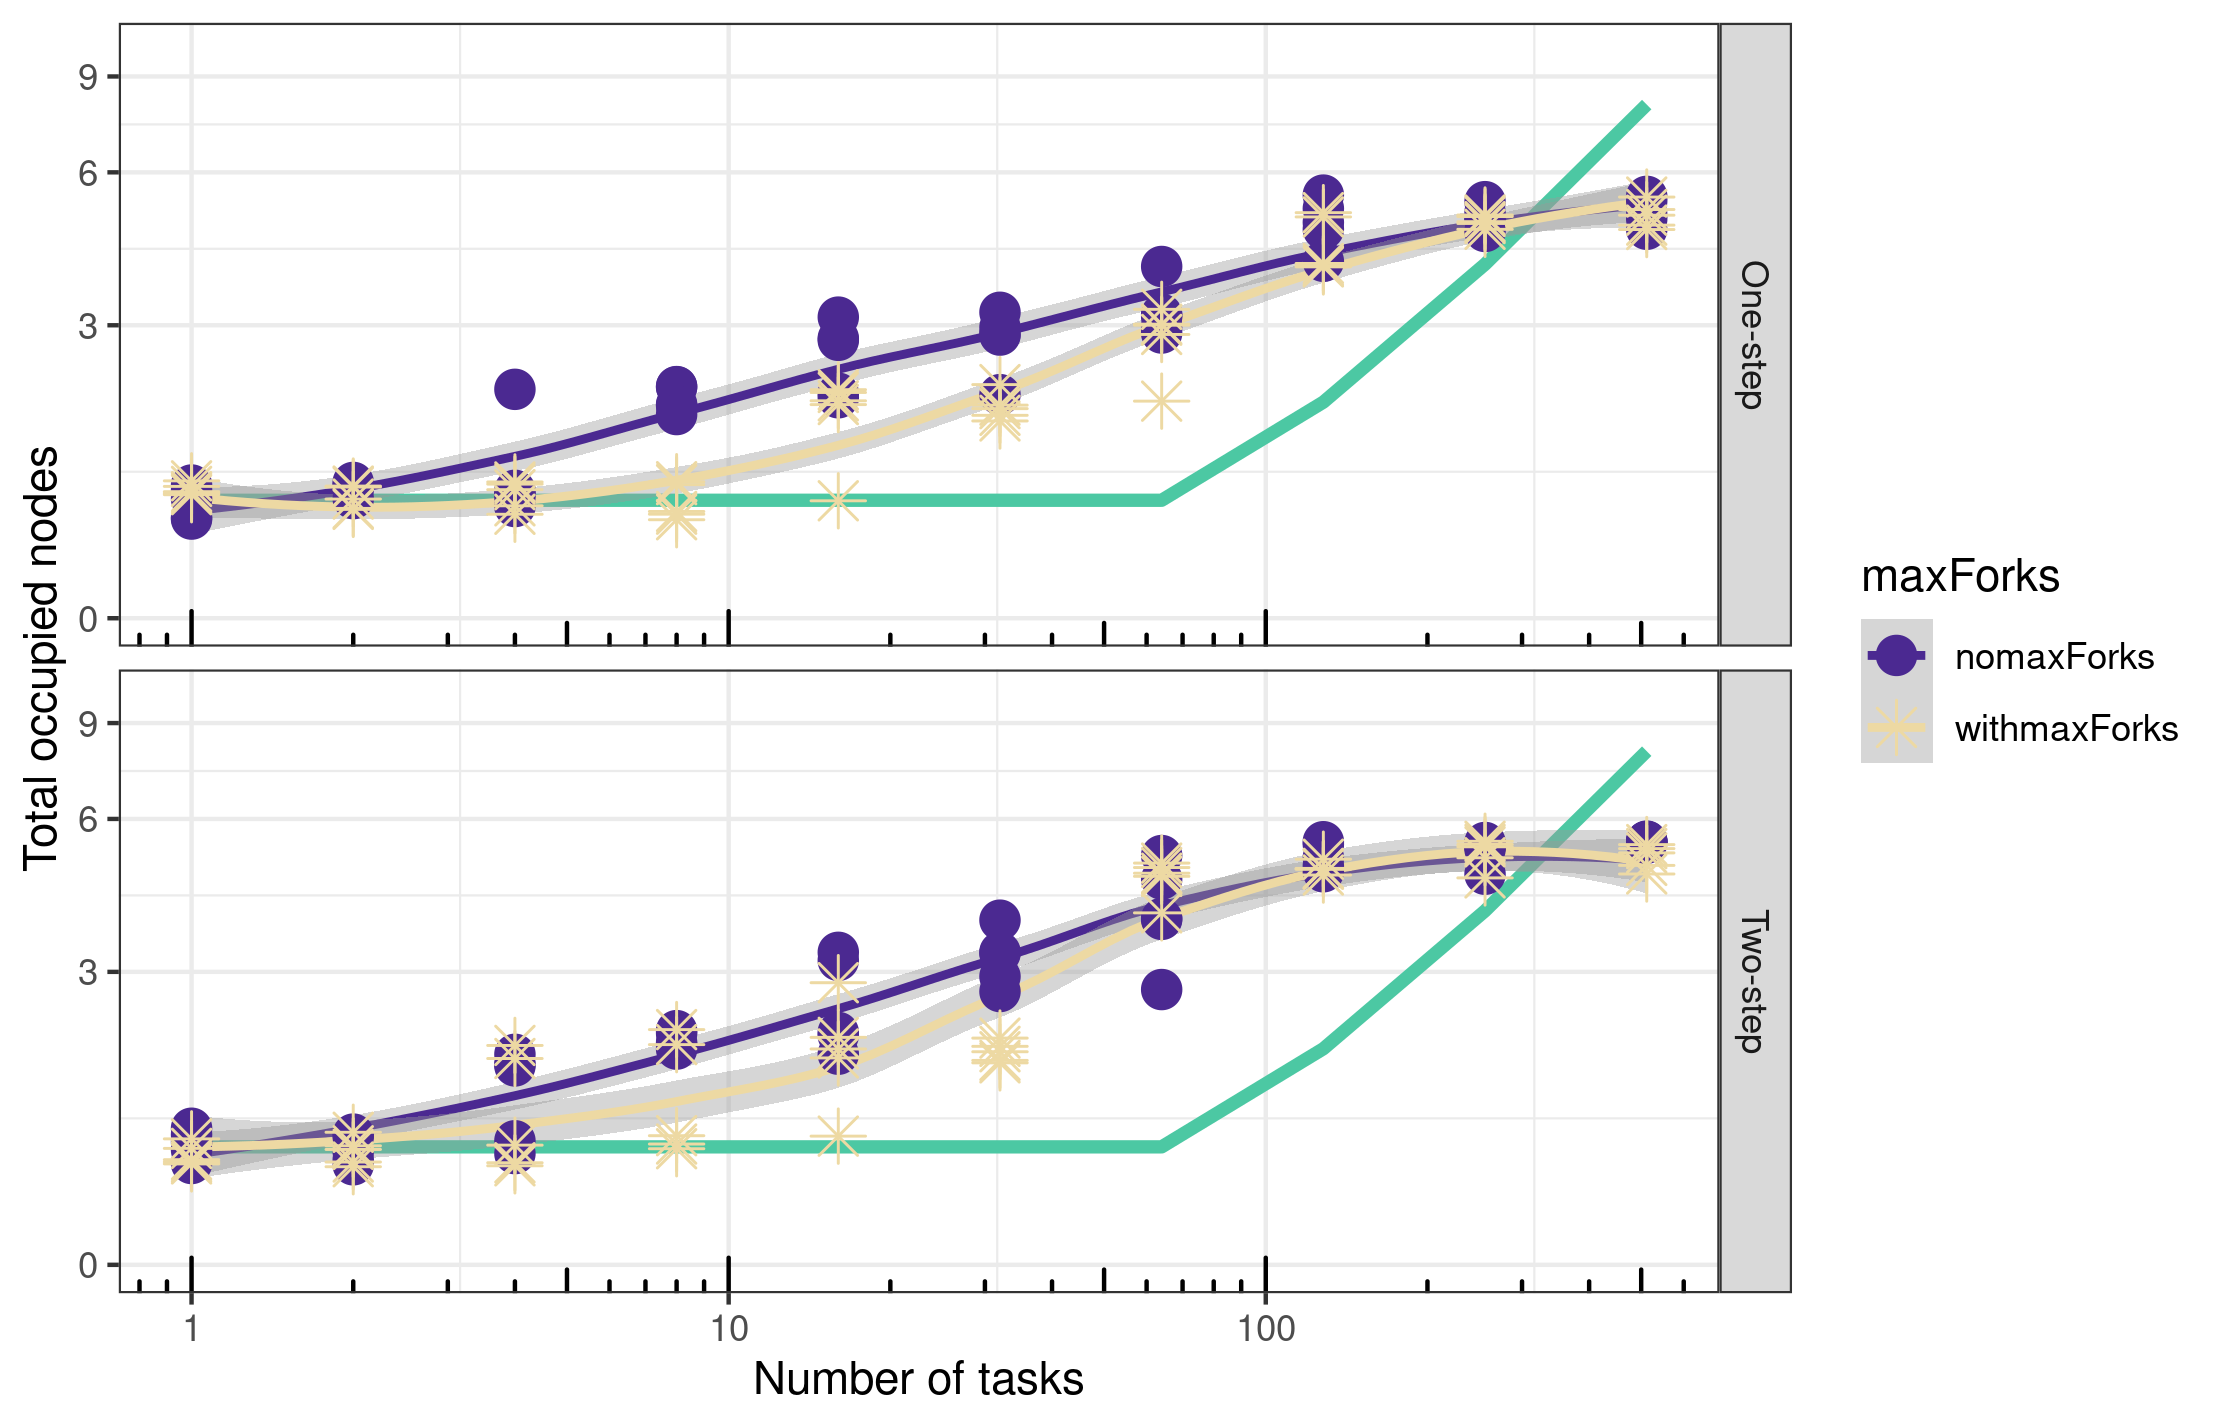 Total occupied nodes
9
6
3
0
One-step
9
6
3
0
Two-step
1
10
100
Number of tasks
maxForks
nomaxForks
withmaxForks